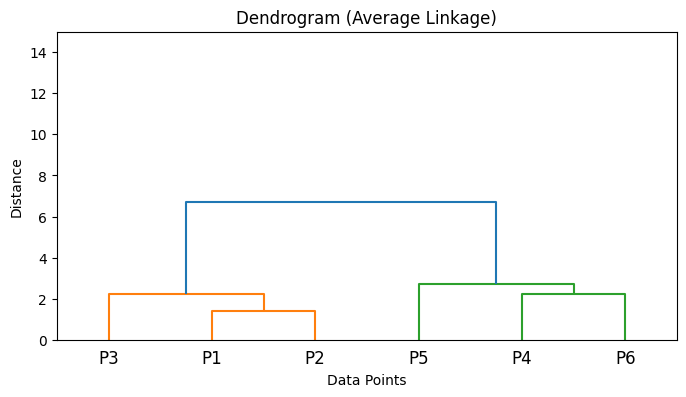 Dendrogram (Average Linkage)
14
12
10
8
6
4
2
0
Distance
P3 P1 P2 P5 P4 P6
Data Points